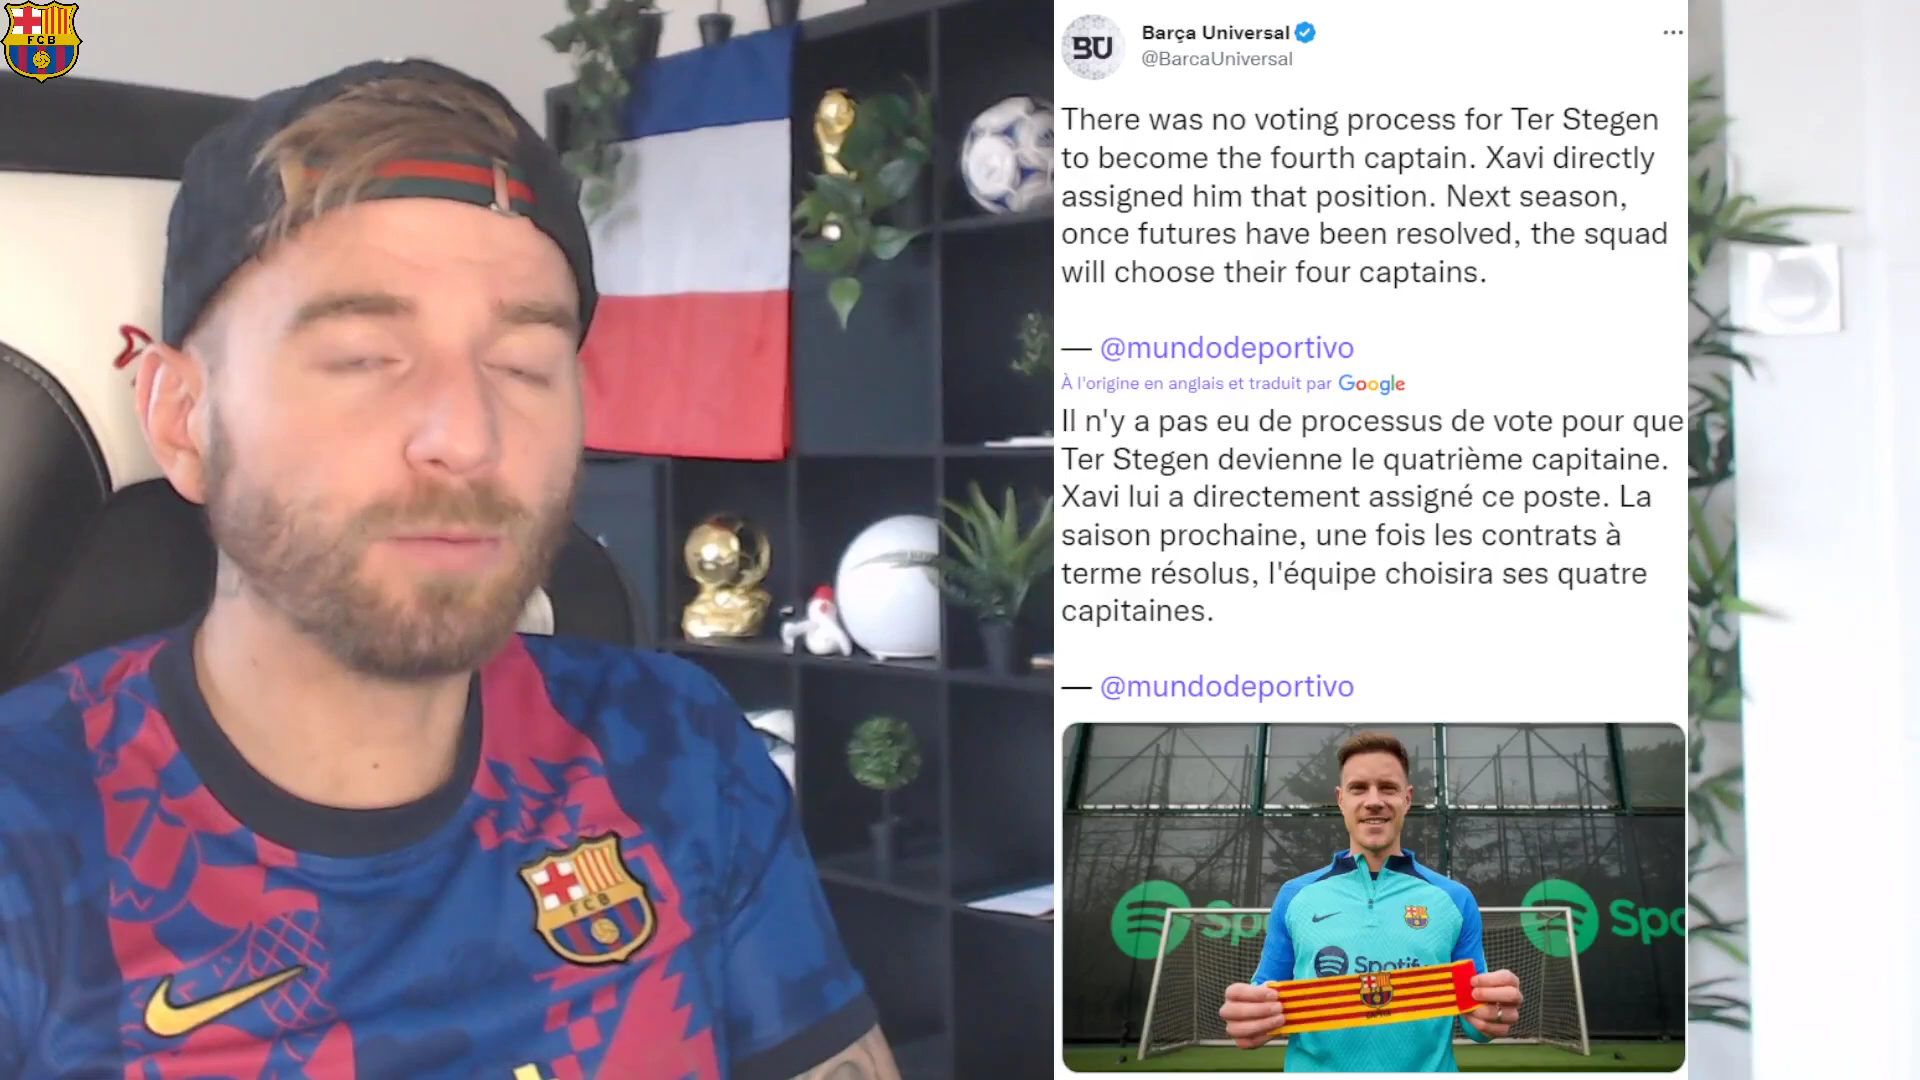 FCB
BU
Barça Universal
@BarcaUniversal
There was no voting process for Ter Stegen
to become the fourth captain. Xavi directly
assigned him that position. Next season,
once futures have been resolved, the squad
will choose their four captains.
— @mundodeportivo
À l'origine en anglais et traduit par Google
Il n'y a pas eu de processus de vote pour que
Ter Stegen devienne le quatrième capitaine.
Xavi lui a directement assigné ce poste. La
saison prochaine, une fois les contrats à
terme résolus, l'équipe choisira ses quatre
capitaines.
— @mundodeportivo
FCB
Sp
Spo
Spotify